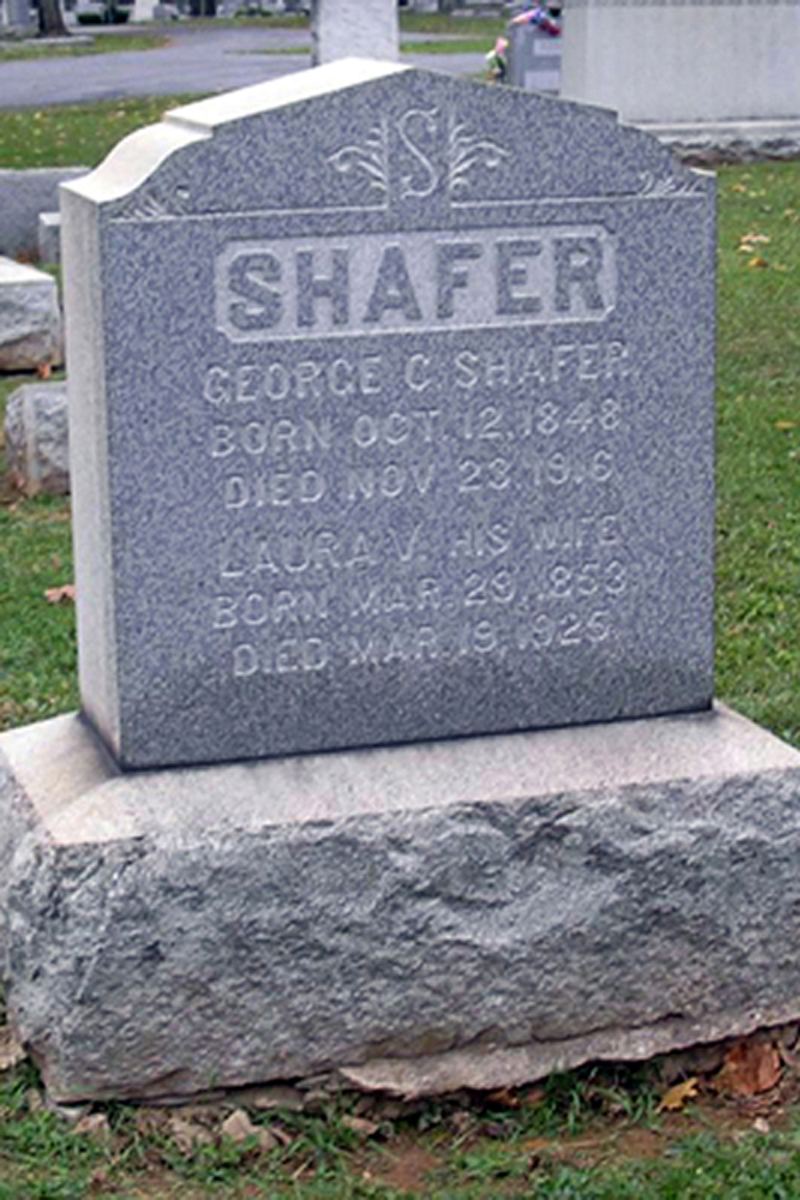 S
SHAFER
GEORGE C. SHAFER
BORN OCT. 12, 1848
DIED NOV. 23, 1916
LAURA V. HIS WIFE
BORN MAR. 29, 1853
DIED MAR. 19, 1925